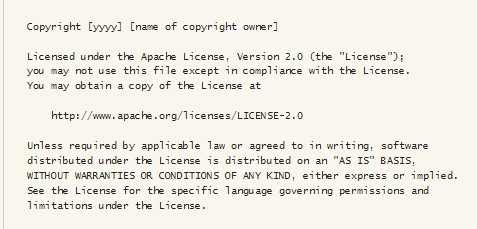 Copyright [yyyy] [name of copyright owner]
Licensed under the Apache License, Version 2.0 (the "License");
you may not use this file except in compliance with the License.
You may obtain a copy of the License at
http://www.apache.org/licenses/LICENSE-2.0
Unless required by applicable law or agreed to in writing, software
distributed under the License is distributed on an "AS IS" BASIS,
WITHOUT WARRANTIES OR CONDITIONS OF ANY KIND, either express or implied.
See the License for the specific language governing permissions and
limitations under the License.